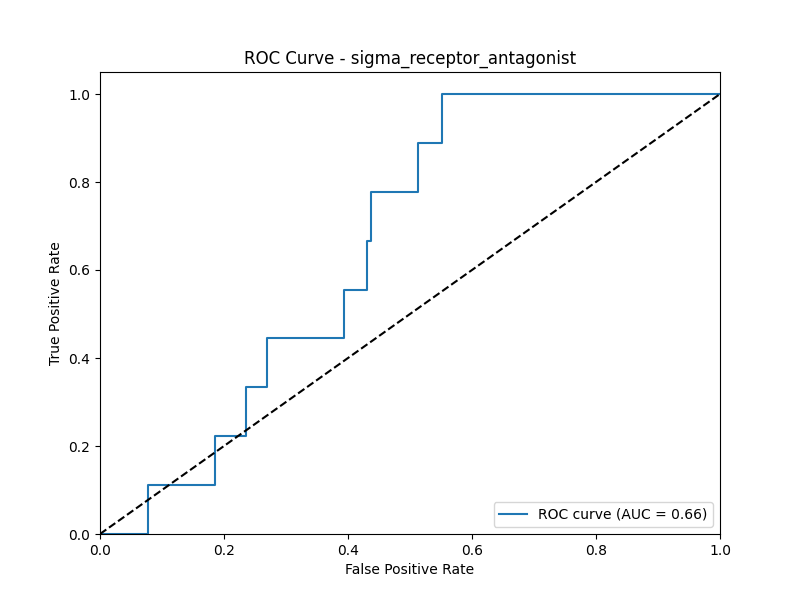 ROC Curve - sigma_receptor_antagonist
1.0
0.8
0.6
0.4
0.2
0.0
True Positive Rate
0.0 0.2 0.4 0.6 0.8 1.0
False Positive Rate
ROC curve (AUC = 0.66)